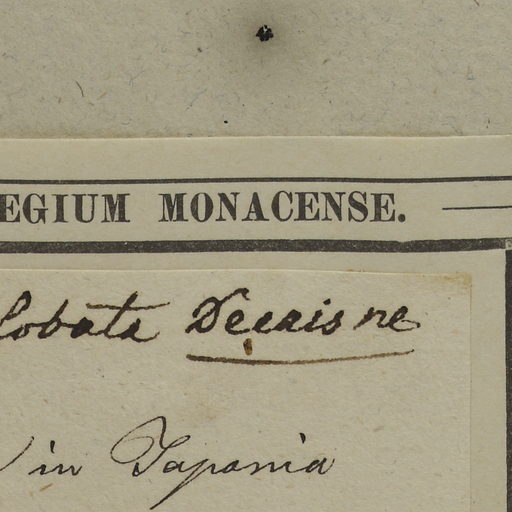 EGIUM MONACENSE.
lobata Decaisne
in Japonia